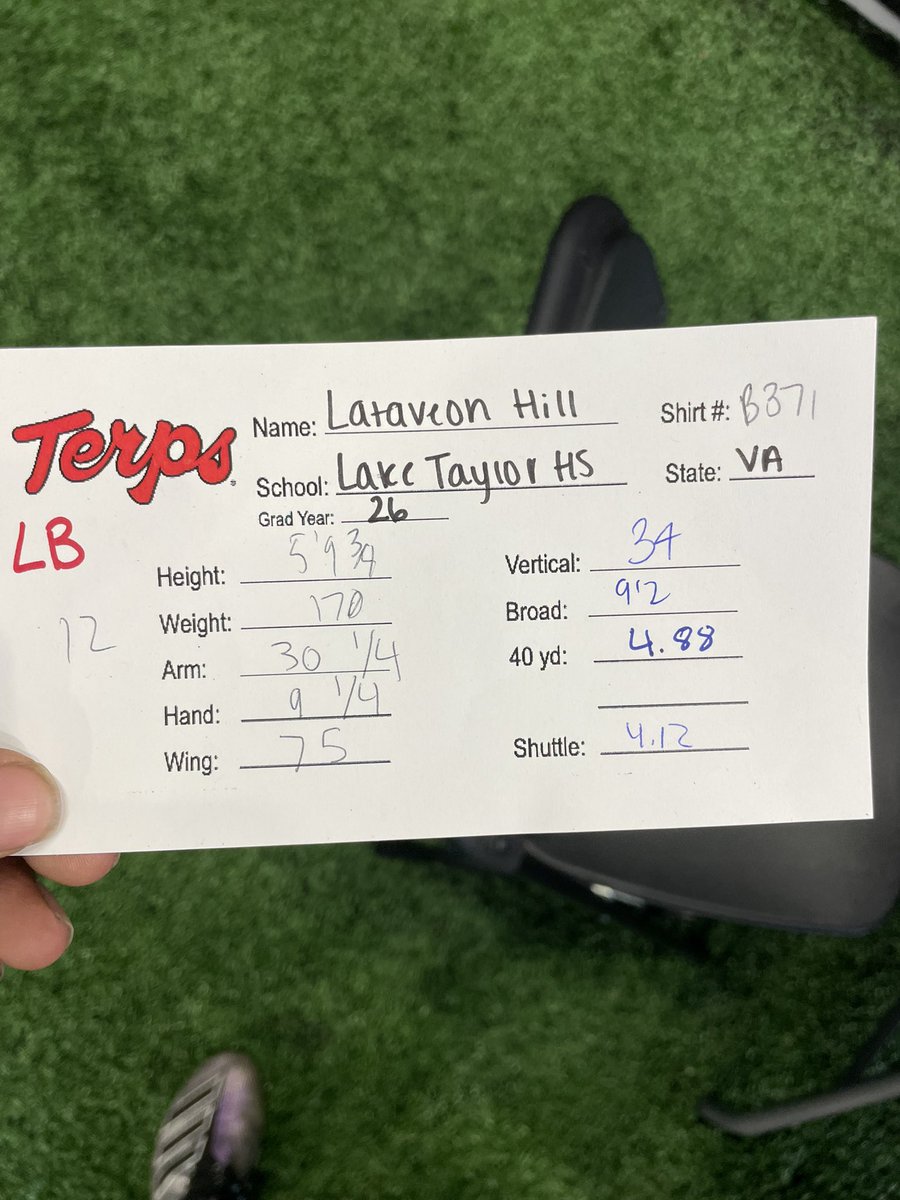 Terps
Name: Lataveon Hill Shirt #: B371
School: Lake Taylor HS State: VA
Grad Year: 26
LB
Height: 5'9 3/4 Vertical: 34
Weight: 170 Broad: 9'2
12
Arm: 30 1/4 40 yd: 4.88
Hand: 9 1/4
Wing: 75 Shuttle: 4.12